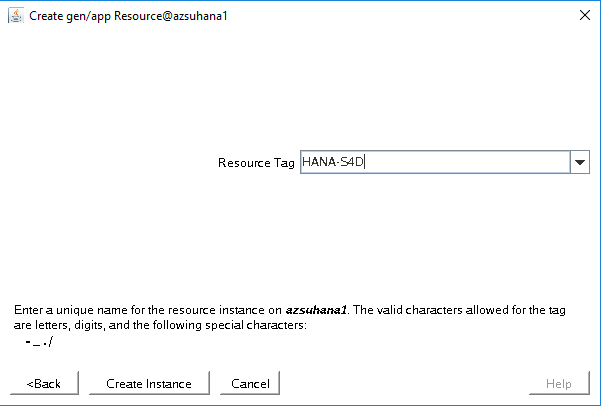 Create gen/app Resource@azsuhana1
Resource Tag HANA-S4D
Enter a unique name for the resource instance on azsuhana1. The valid characters allowed for the tag
are letters, digits, and the following special characters:
- _ . /
<Back Create Instance Cancel Help